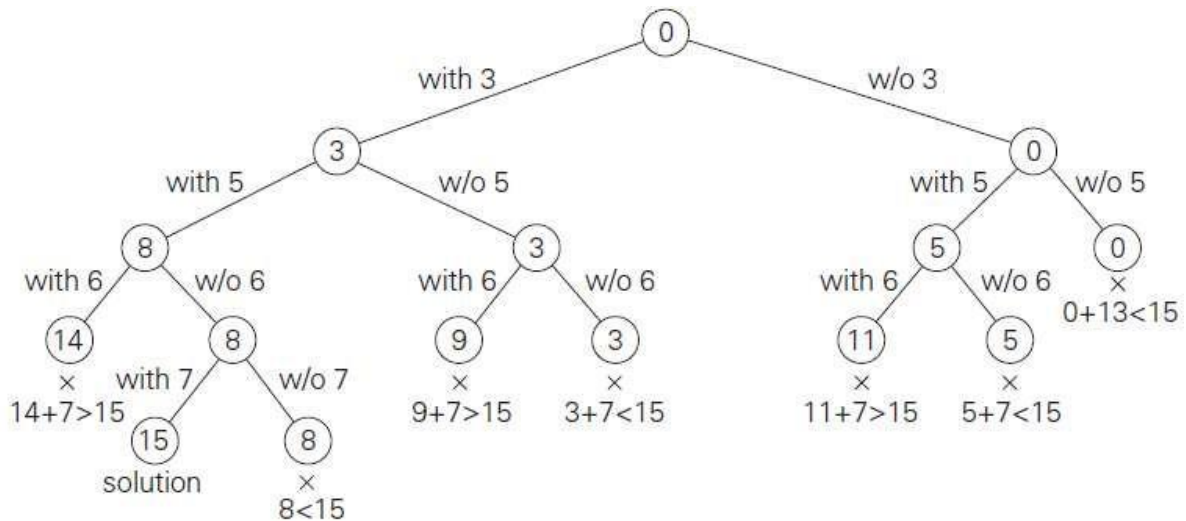 0
with 3
w/o 3
3
0
with 5
w/o 5
with 5
w/o 5
8
3
5
0
with 6
w/o 6
with 6
w/o 6
with 6
w/o 6
×
0+13<15
14
8
9
3
11
5
×
with 7
w/o 7
×
×
×
×
14+7>15
9+7>15
3+7<15
11+7>15
5+7<15
15
8
solution
×
8<15